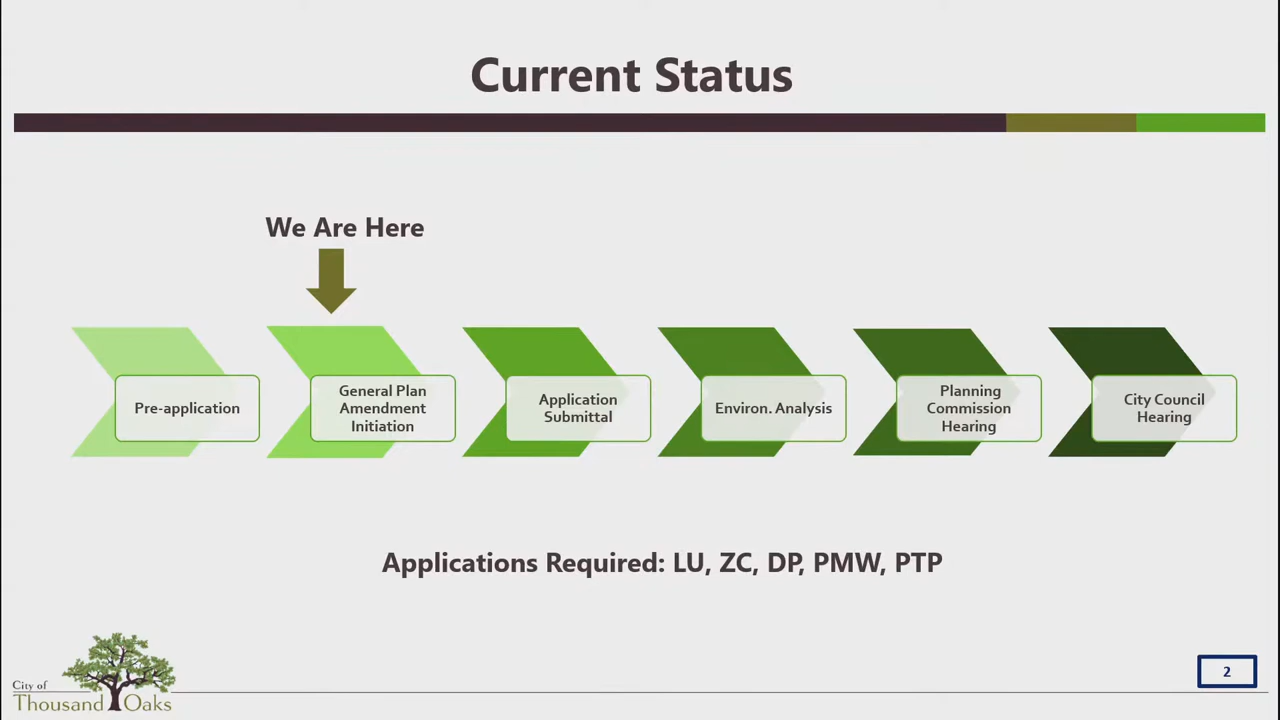 Current Status
We Are Here
Pre-application
General Plan
Amendment
Initiation
Application
Submittal
Environ. Analysis
Planning
Commission
Hearing
City Council
Hearing
Applications Required: LU, ZC, DP, PMW, PTP
City of
Thousand Oaks
2